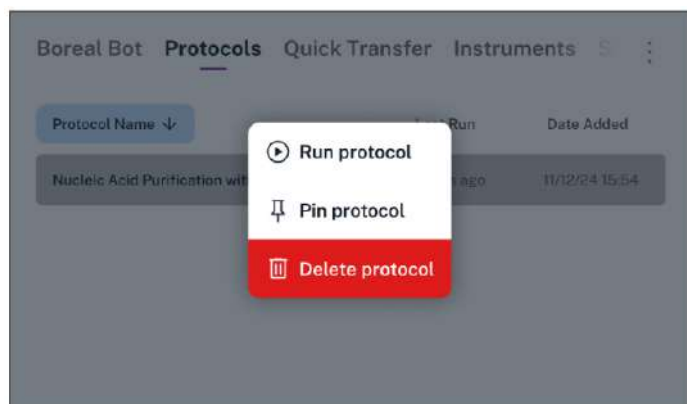 Boreal Bot Protocols Quick Transfer Instruments S
Protocol Name Run Date Added
Nucleic Acid Purification with ago 11/12/24 15:54
Run protocol
Pin protocol
Delete protocol